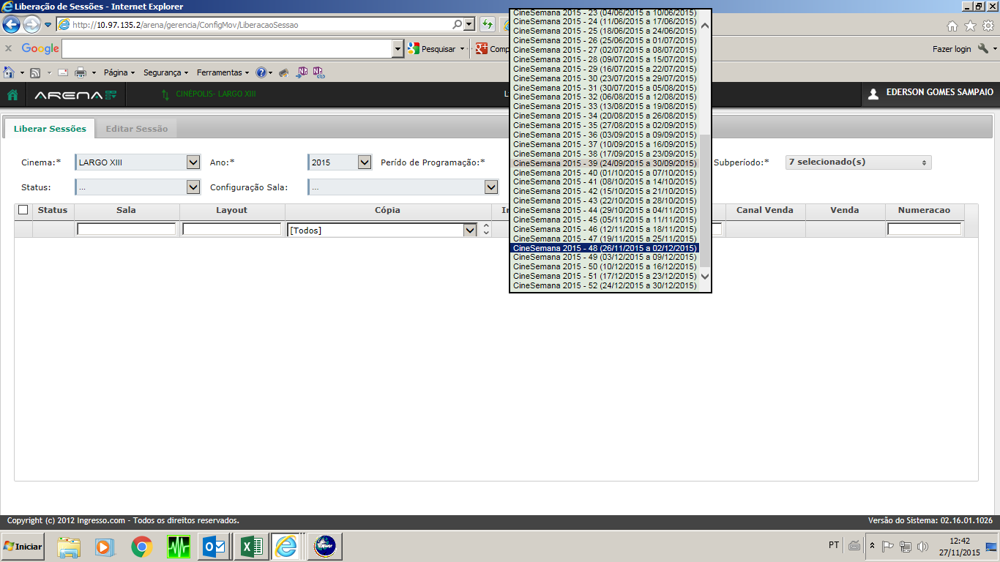 Liberação de Sessões - Internet Explorer
http://10.97.135.2/arena/gerencia/ConfigMov/LiberacaoSessao
Google
Pesquisar
Fazer login
Página
Segurança
Ferramentas
ARENA
CINÉPOLIS- LARGO XIII
EDERSON GOMES SAMPAIO
Liberar Sessões
Editar Sessão
Cinema:*
LARGO XIII
Ano:*
2015
Perído de Programação:*
Subperíodo:*
7 selecionado(s)
Status:
...
Configuração Sala:
...
Status
Sala
Layout
Cópia
Canal Venda
Venda
Numeracao
[Todos]
CineSemana 2015 - 23 (04/06/2015 a 10/06/2015)
CineSemana 2015 - 24 (11/06/2015 a 17/06/2015)
CineSemana 2015 - 25 (18/06/2015 a 24/06/2015)
CineSemana 2015 - 26 (25/06/2015 a 01/07/2015)
CineSemana 2015 - 27 (02/07/2015 a 08/07/2015)
CineSemana 2015 - 28 (09/07/2015 a 15/07/2015)
CineSemana 2015 - 29 (16/07/2015 a 22/07/2015)
CineSemana 2015 - 30 (23/07/2015 a 29/07/2015)
CineSemana 2015 - 31 (30/07/2015 a 05/08/2015)
CineSemana 2015 - 32 (06/08/2015 a 12/08/2015)
CineSemana 2015 - 33 (13/08/2015 a 19/08/2015)
CineSemana 2015 - 34 (20/08/2015 a 26/08/2015)
CineSemana 2015 - 35 (27/08/2015 a 02/09/2015)
CineSemana 2015 - 36 (03/09/2015 a 09/09/2015)
CineSemana 2015 - 37 (10/09/2015 a 16/09/2015)
CineSemana 2015 - 38 (17/09/2015 a 23/09/2015)
CineSemana 2015 - 39 (24/09/2015 a 30/09/2015)
CineSemana 2015 - 40 (01/10/2015 a 07/10/2015)
CineSemana 2015 - 41 (08/10/2015 a 14/10/2015)
CineSemana 2015 - 42 (15/10/2015 a 21/10/2015)
CineSemana 2015 - 43 (22/10/2015 a 28/10/2015)
CineSemana 2015 - 44 (29/10/2015 a 04/11/2015)
CineSemana 2015 - 45 (05/11/2015 a 11/11/2015)
CineSemana 2015 - 46 (12/11/2015 a 18/11/2015)
CineSemana 2015 - 47 (19/11/2015 a 25/11/2015)
CineSemana 2015 - 48 (26/11/2015 a 02/12/2015)
CineSemana 2015 - 49 (03/12/2015 a 09/12/2015)
CineSemana 2015 - 50 (10/12/2015 a 16/12/2015)
CineSemana 2015 - 51 (17/12/2015 a 23/12/2015)
CineSemana 2015 - 52 (24/12/2015 a 30/12/2015)
Copyright (c) 2012 Ingresso.com - Todos os direitos reservados.
Versão do Sistema: 02.16.01.1026
Iniciar
PT
12:42
27/11/2015